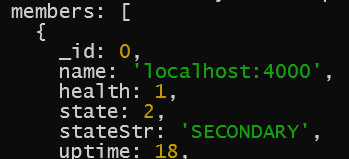 members: [
{
_id: 0,
name: 'localhost:4000',
health: 1,
state: 2,
stateStr: 'SECONDARY',
uptime: 18,